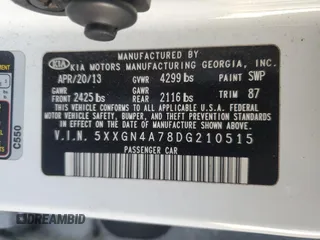 MANUFACTURED BY
KIA KIA MOTORS MANUFACTURING GEORGIA, INC.
APR/20/13 GVWR 4299 lbs PAINT SWP
GAWR GAWR
FRONT 2425 lbs REAR 2116 lbs TRIM 87
THIS VEHICLE CONFORMS TO ALL APPLICABLE FEDERAL MOTOR
VEHICLE SAFETY, BUMPER, AND THEFT PREVENTION STANDARDS
IN EFFECT ON THE DATE OF MANUFACTURE SHOWN ABOVE.
V.I.N. 5XXGN4A78DG210515
PASSENGER CAR
C550
DREAMBID